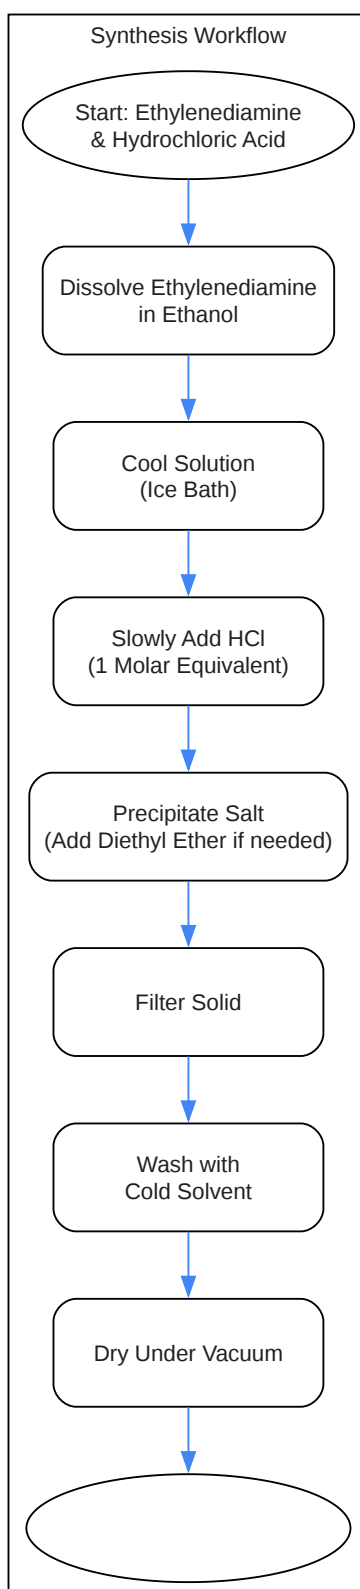 Synthesis Workflow
Start: Ethylenediamine
& Hydrochloric Acid
Dissolve Ethylenediamine
in Ethanol
Cool Solution
(Ice Bath)
Slowly Add HCl
(1 Molar Equivalent)
Precipitate Salt
(Add Diethyl Ether if needed)
Filter Solid
Wash with
Cold Solvent
Dry Under Vacuum